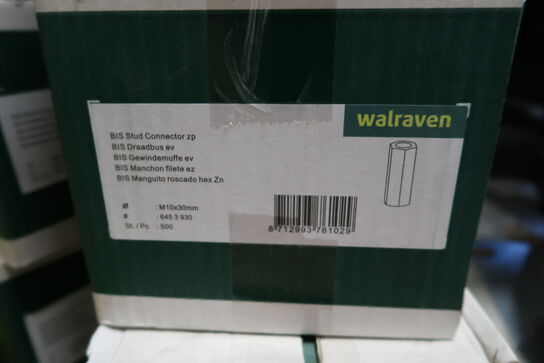 walraven
BIS Stud Connector zp
BIS Draadbus ev
BIS Gewindemuffe ev
BIS Manchon filete ez
BIS Manguito roscado hex Zn
Ø : M10x30mm
# : 645 3 930
St. / Pc. : 500
8 712993 761029